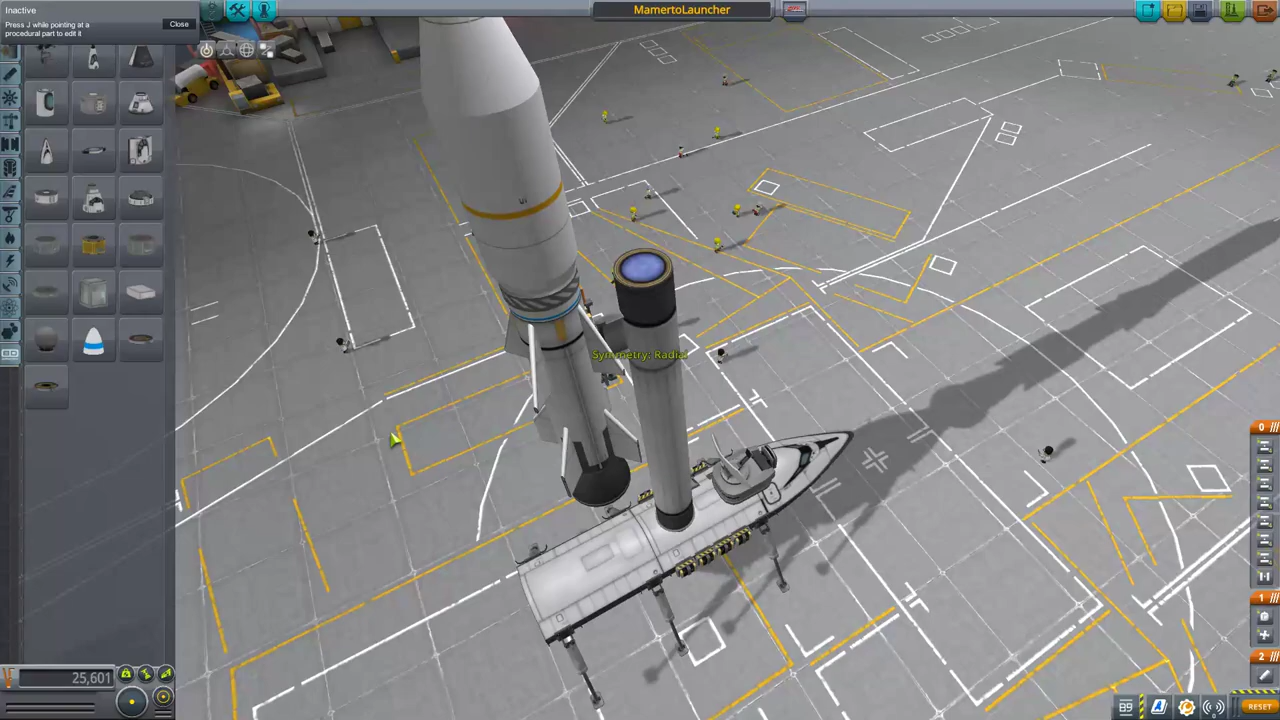 Inactive
Press J while pointing at a
procedural part to edit it
Close
MamertoLauncher
Symmetry: Radial
25,601
0
1
2
B9
A
RESET